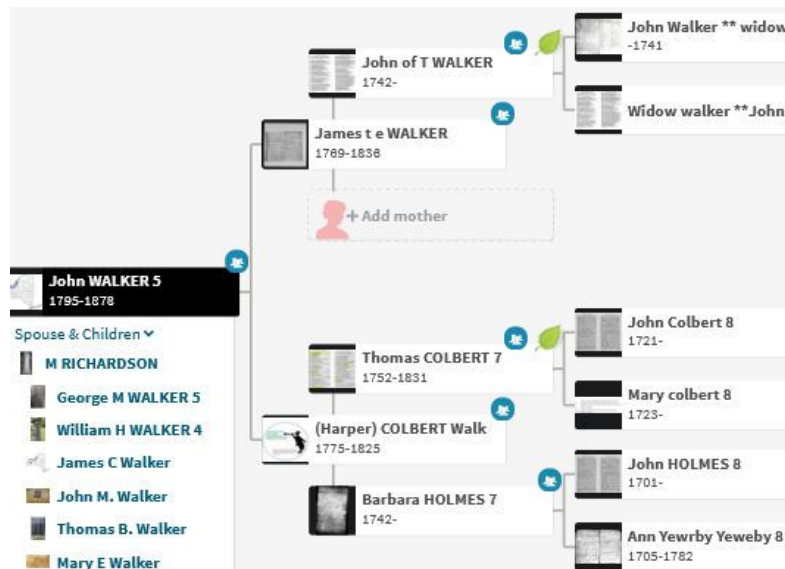 John Walker ** widow
-1741
John of T WALKER
1742-
Widow walker **John
James t e WALKER
1769-1836
+ Add mother
John WALKER 5
1795-1878
Spouse & Children
M RICHARDSON
George M WALKER 5
William H WALKER 4
James C Walker
John M. Walker
Thomas B. Walker
Mary E Walker
John Colbert 8
1721-
Thomas COLBERT 7
1752-1831
Mary colbert 8
1723-
(Harper) COLBERT Walk
1775-1825
John HOLMES 8
1701-
Barbara HOLMES 7
1742-
Ann Yewrby Yeweby 8
1705-1782